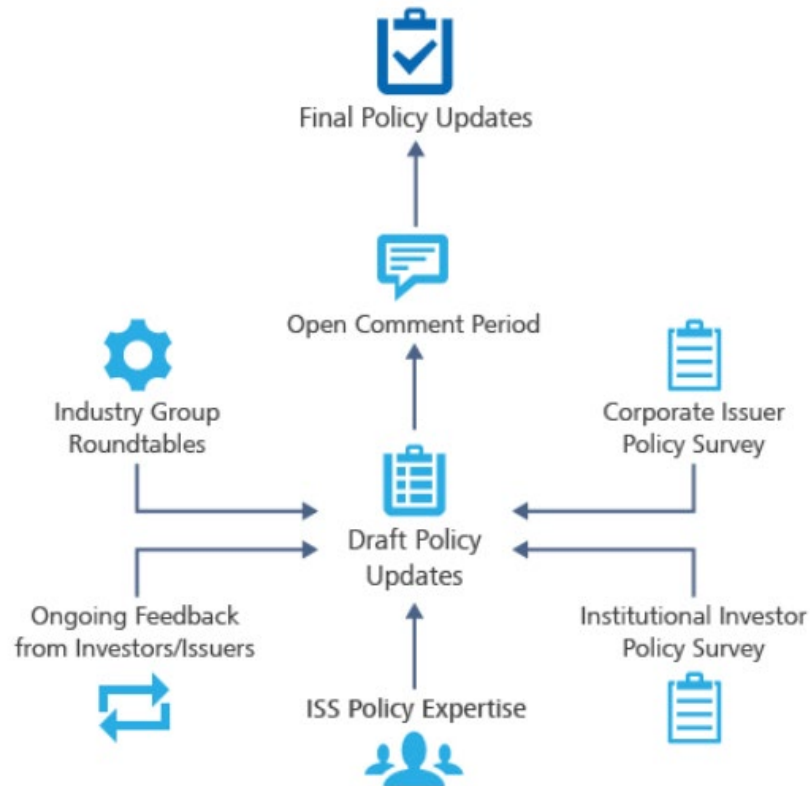 Final Policy Updates
Open Comment Period
Industry Group
Roundtables
Corporate Issuer
Policy Survey
Draft Policy
Updates
Ongoing Feedback
from Investors/Issuers
Institutional Investor
Policy Survey
ISS Policy Expertise